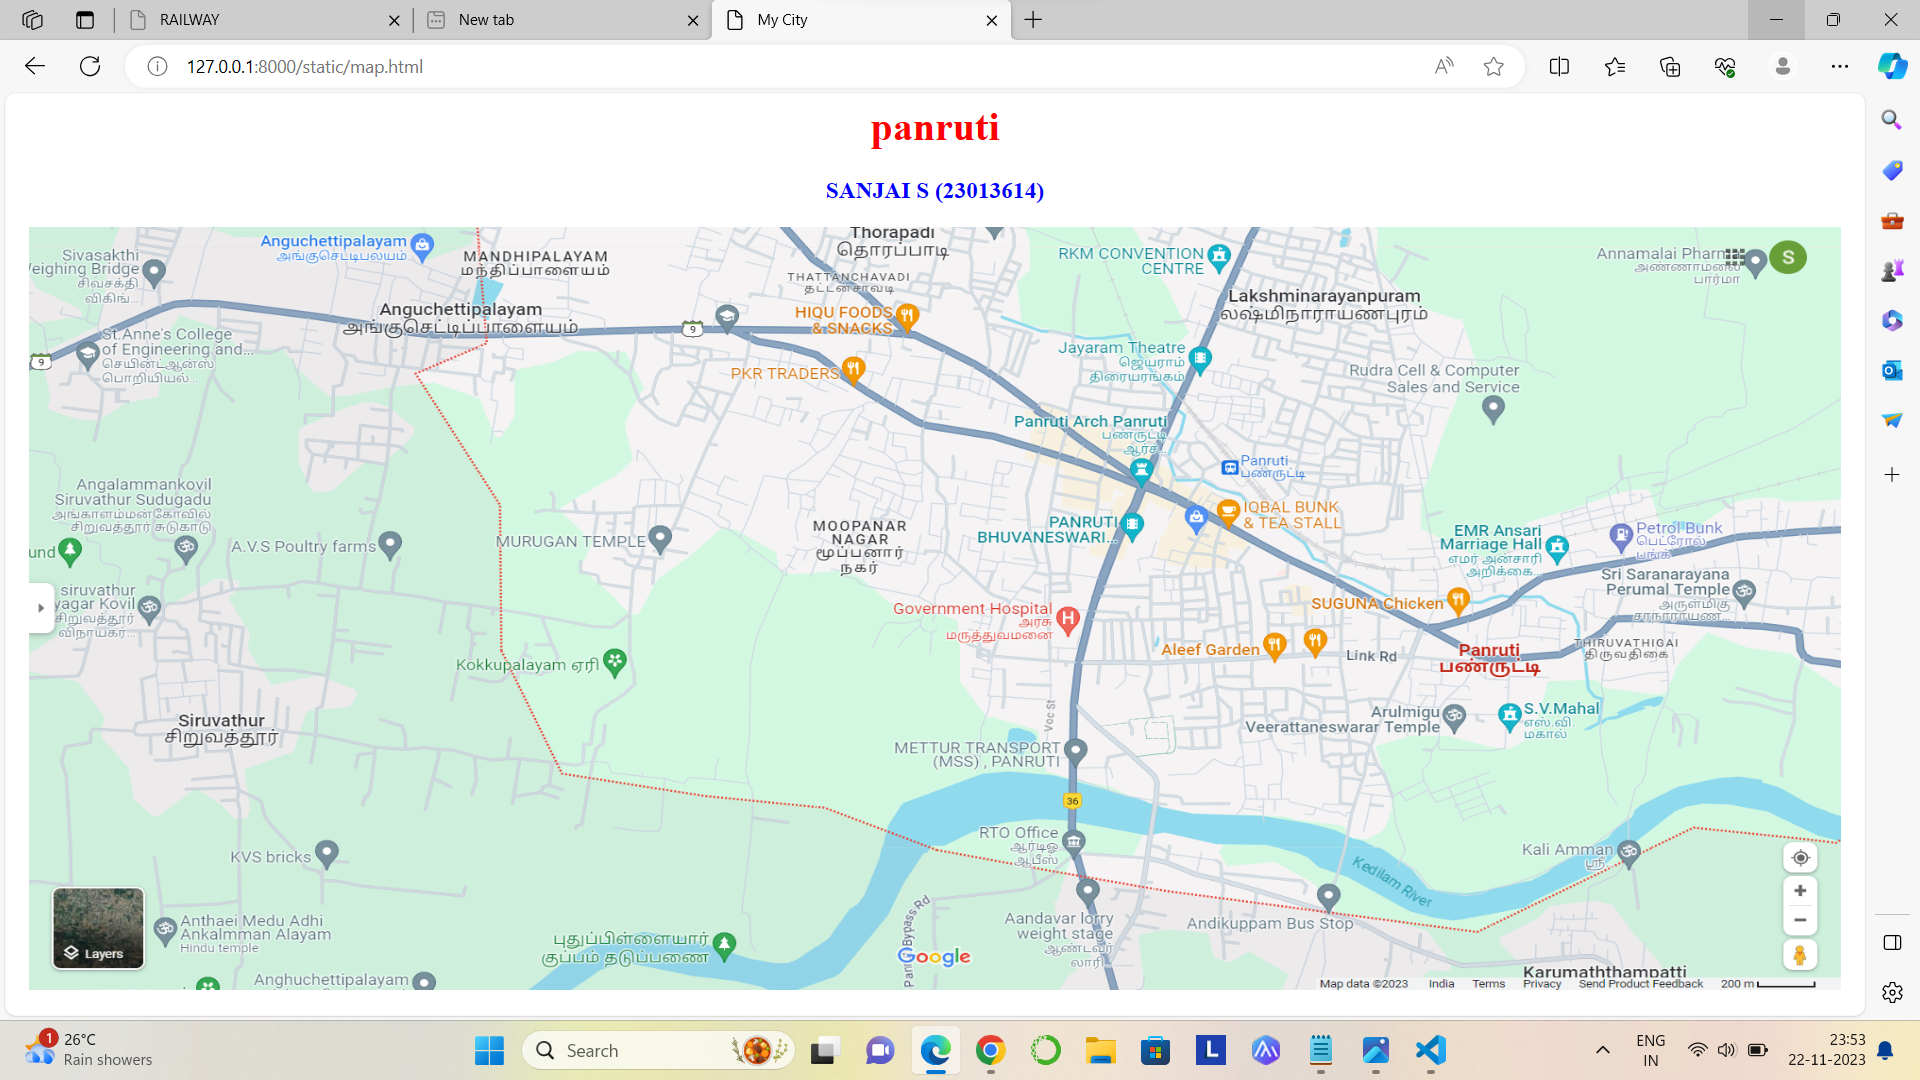 RAILWAY
New tab
My City
127.0.0.1:8000/static/map.html
panruti
SANJAI S (23013614)
Sivasakthi
Weighing Bridge
சிவசக்தி
விகிங்...
Anguchettipalayam
MANDHIPALAYAM
மந்திப்பாளையம்
Thorapadi
தொரப்பாடி
THATTANCHAVADI
தட்டான்சாவடி
RKM CONVENTION
CENTRE
Annamalai Pharm
அண்ணாமலை
பார்மா
S
Anguchettipalayam
அங்குசெட்டிப்பாளையம்
HIQU FOODS
& SNACKS
Lakshminarayanpuram
லஷ்மிநாராயணபுரம்
9
9
St.Anne's College
of Engineering and...
செயின்ட்ஆன்ஸ்
பொறியியல்...
PKR TRADERS
Jayaram Theatre
ஜெயராம்
திரையரங்கம்
Rudra Cell & Computer
Sales and Service
Panruti Arch Panruti
பண்ருட்டி
ஆர்ச்...
Panruti
பண்ருட்டி
Angalammankovil
Siruvathur Sudugadu
அங்காளம்மன்கோவில்
சிறுவத்தூர் சுடுகாடு
IQBAL BUNK
& TEA STALL
MOOPANAR
NAGAR
மூப்பனார்
நகர்
PANRUTI
BHUVANESWARI...
und
A.V.S Poultry farms
MURUGAN TEMPLE
EMR Ansari
Marriage Hall
எமர் அன்சாரி
அறிக்கை...
Petrol Bunk
பெட்ரோல்
பங்க்
siruvathur
yagar Kovil
சிறுவத்தூர்
விநாயகர்...
Sri Saranarayana
Perumal Temple
அருள்மிகு
சரநாராயண...
Government Hospital
அரசு
மருத்துவமனை
SUGUNA Chicken
Aleef Garden
Link Rd
Panruti
பண்ருட்டி
THIRUVATHIGAI
திருவதிகை
Kokkupalayam ஏரி
Siruvathur
சிறுவத்தூர்
Voc St
Arulmigu
Veerattaneswarar Temple
S.V.Mahal
எஸ்.வி.
மகால்
METTUR TRANSPORT
(MSS) , PANRUTI
36
RTO Office
ஆர்டிஓ
ஆபீஸ்
KVS bricks
Kedilam River
Kali Amman
ஸ்ரீ
Anthaei Medu Adhi
Ankalmman Alayam
Hindu temple
Layers
Aandavar lorry
weight stage
ஆண்டவர்
லாரி...
Andikuppam Bus Stop
புதுப்பிள்ளையார்
குப்பம் தடுப்பணை
Bypass Rd
Google
Anghuchettipalayam
Karumaththampatti
Map data ©2023 India Terms Privacy Send Product Feedback 200 m
1
26°C
Rain showers
Search
L
ENG
IN
23:53
22-11-2023